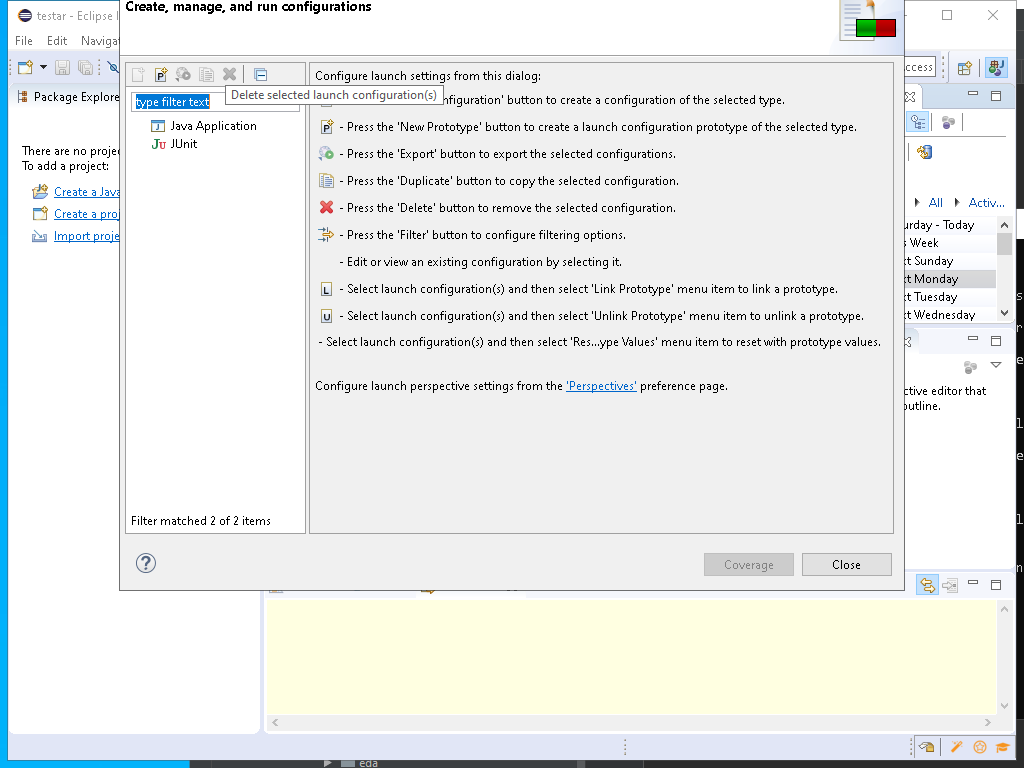 Create, manage, and run configurations
testar - Eclipse I
File Edit Naviga
Configure launch settings from this dialog:
Delete selected launch configuration(s)
type filter text
button to create a configuration of the selected type.
Java Application
JUnit
- Press the 'New Prototype' button to create a launch configuration prototype of the selected type.
- Press the 'Export' button to export the selected configurations.
- Press the 'Duplicate' button to copy the selected configuration.
- Press the 'Delete' button to remove the selected configuration.
- Press the 'Filter' button to configure filtering options.
- Edit or view an existing configuration by selecting it.
L - Select launch configuration(s) and then select 'Link Prototype' menu item to link a prototype.
U - Select launch configuration(s) and then select 'Unlink Prototype' menu item to unlink a prototype.
- Select launch configuration(s) and then select 'Res...ype Values' menu item to reset with prototype values.
Configure launch perspective settings from the 'Perspectives' preference page.
Filter matched 2 of 2 items
Coverage
Close
Package Explore
There are no projec
To add a project:
Create a Java
Create a proj
Import proje
ccess
All Activ...
urday - Today
s Week
xt Sunday
xt Monday
xt Tuesday
xt Wednesday
ctive editor that
outline.
eda